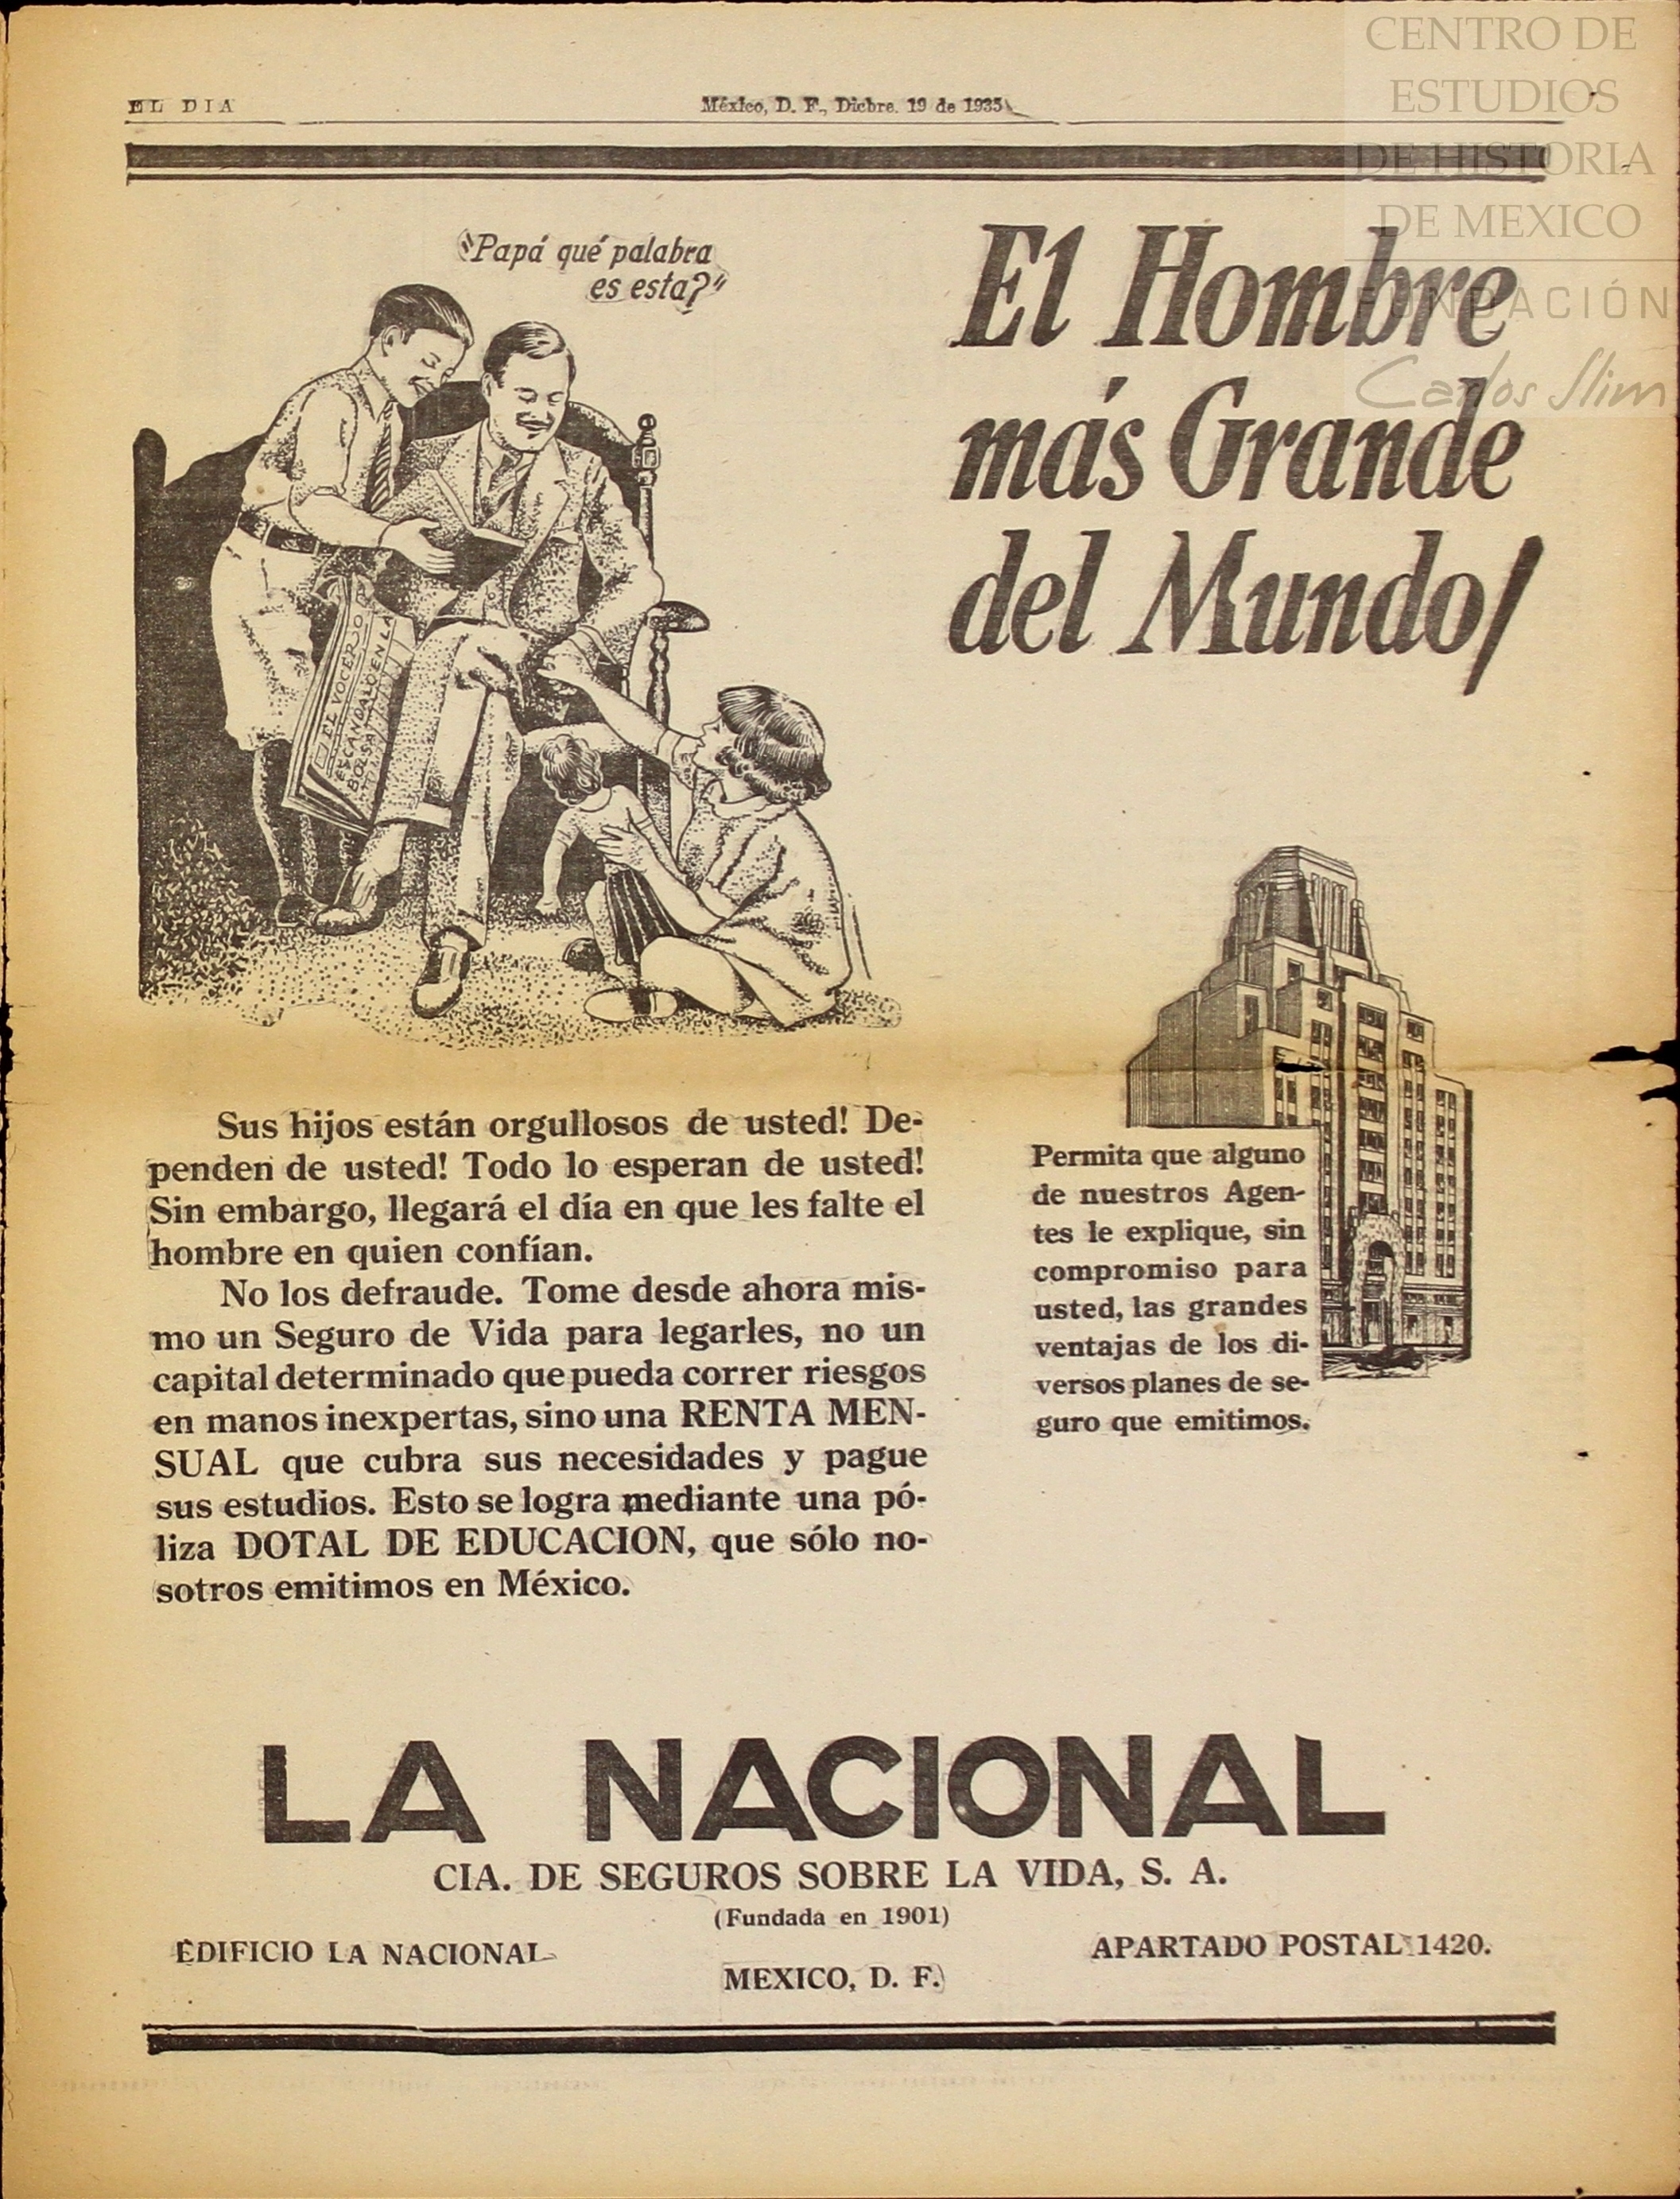 EL DIA
México, D. F., Dicbre. 19 de 1935
CENTRO DE
ESTUDIOS
DE HISTORIA
DE MEXICO
FUNDACIÓN
Carlos Slim
"Papá qué palabra
es esta?"
El Hombre
más Grande
del Mundo!
EL VOCERJO
ESCANDALO EN LA
BOLSA
Sus hijos están orgullosos de usted! De-
penden de usted! Todo lo esperan de usted!
Sin embargo, llegará el día en que les falte el
hombre en quien confían.
No los defraude. Tome desde ahora mis-
mo un Seguro de Vida para legarles, no un
capital determinado que pueda correr riesgos
en manos inexpertas, sino una RENTA MEN-
SUAL que cubra sus necesidades y pague
sus estudios. Esto se logra mediante una pó-
liza DOTAL DE EDUCACION, que sólo no-
sotros emitimos en México.
Permita que alguno
de nuestros Agen-
tes le explique, sin
compromiso para
usted, las grandes
ventajas de los di-
versos planes de se-
guro que emitimos.
LA NACIONAL
CIA. DE SEGUROS SOBRE LA VIDA, S. A.
(Fundada en 1901)
EDIFICIO LA NACIONAL
APARTADO POSTAL 1420.
MEXICO, D. F.